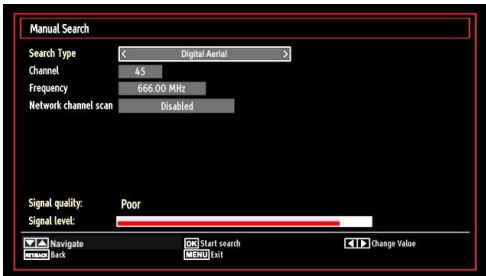 Manual Search
Search Type < Digital Aerial >
Channel 45
Frequency 666.00 MHz
Network channel scan Disabled
Signal quality: Poor
Signal level:
Navigate OK Start search Change Value
RETURN Back MENU Exit